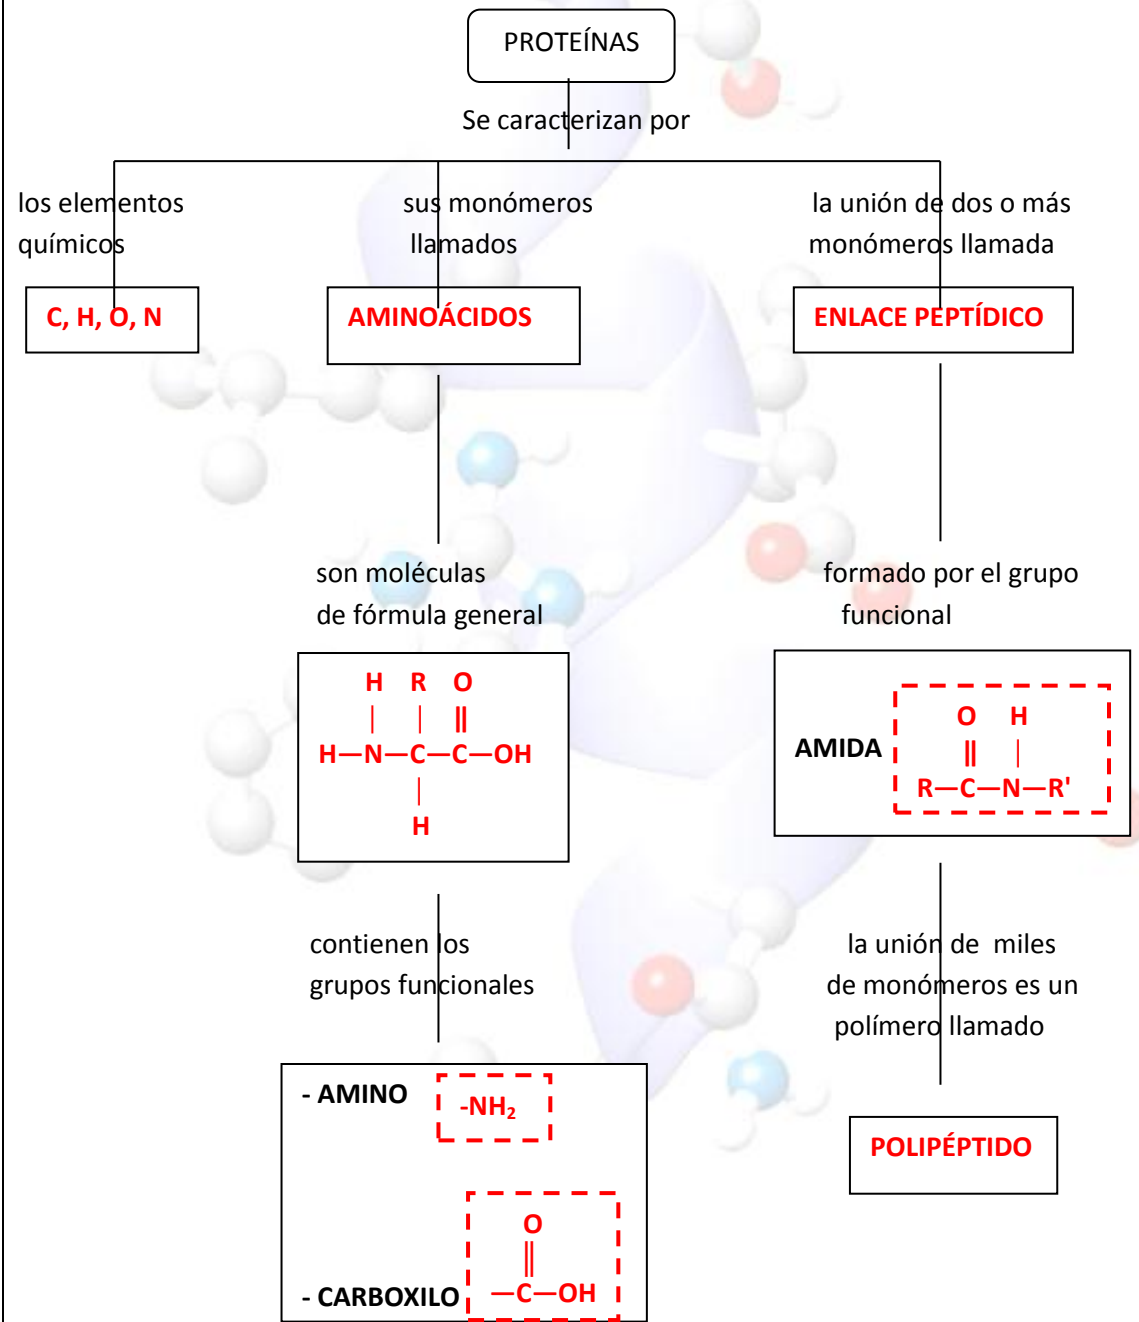 PROTEÍNAS
Se caracterizan por
los elementos
químicos
C, H, O, N
sus monómeros
llamados
AMINOÁCIDOS
son moléculas
de fórmula general
H R O
| | ||
H—N—C—C—OH
|
H
contienen los
grupos funcionales
- AMINO -NH₂
O
||
- CARBOXILO —C—OH
la unión de dos o más
monómeros llamada
ENLACE PEPTÍDICO
formado por el grupo
funcional
O H
AMIDA || |
R—C—N—R'
la unión de miles
de monómeros es un
polímero llamado
POLIPÉPTIDO